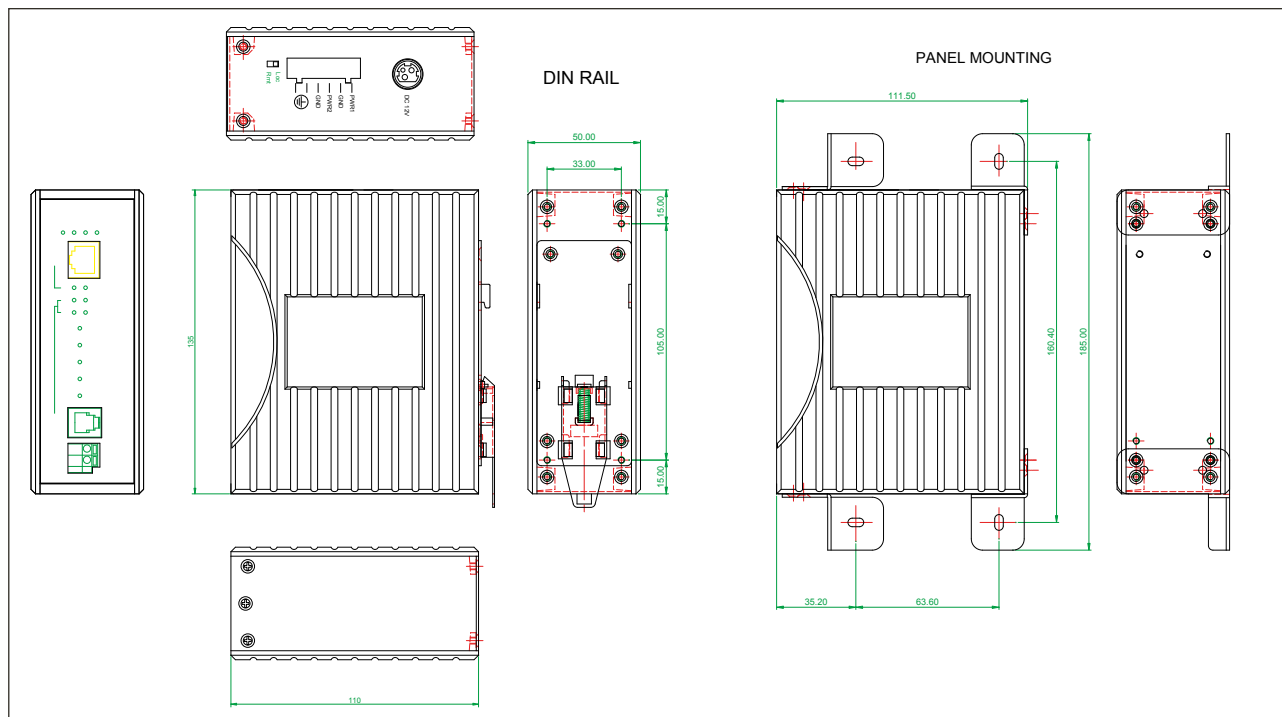 PANEL MOUNTING
DIN RAIL
Loc
Rmt
GND
PWR2
GND
PWR1
DC 12V
111.50
50.00
33.00
15.00
105.00
15.00
135
160.40
185.00
35.20
63.60
110